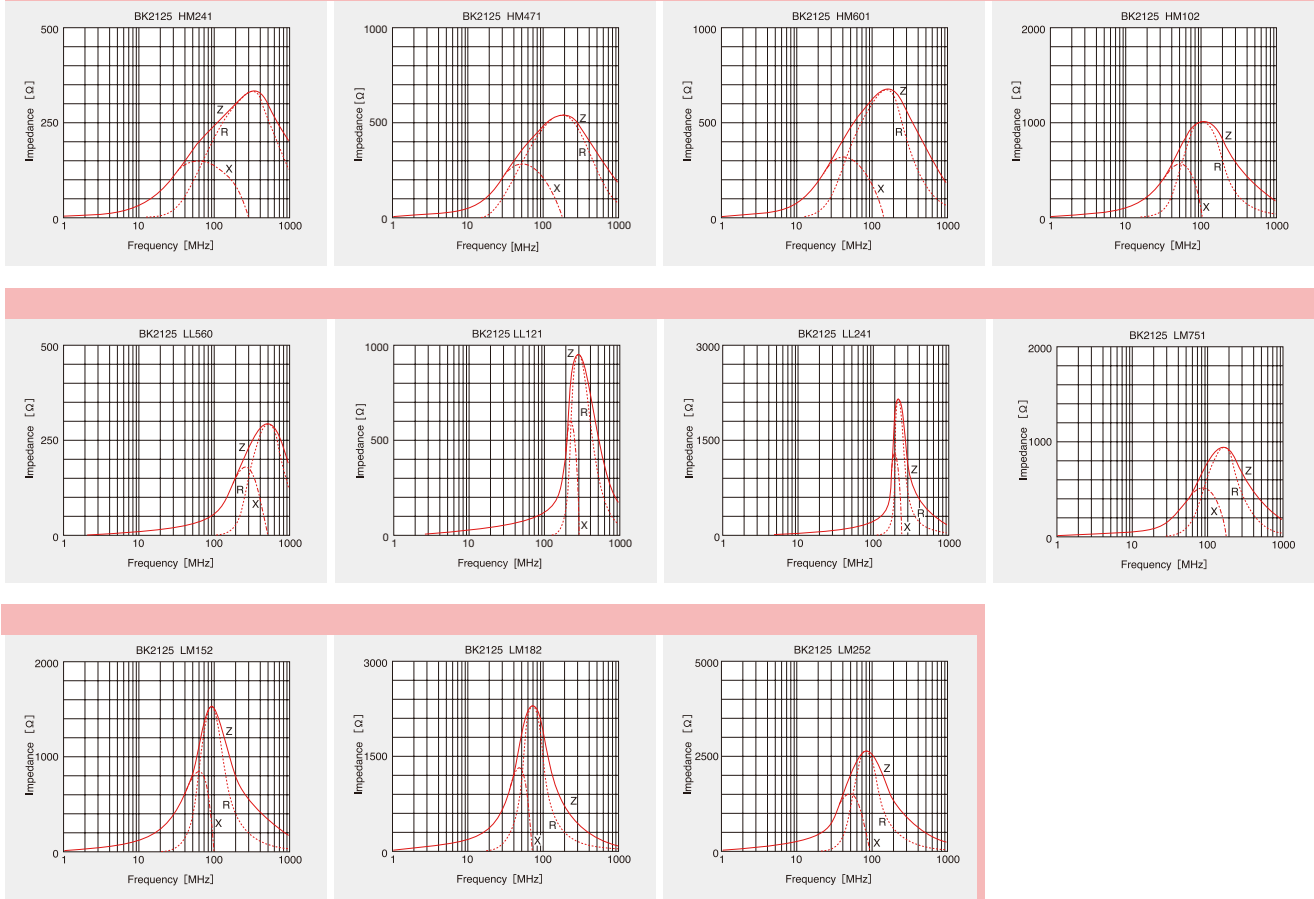 BK2125 HM241
500
250
0
Impedance [Ω]
Z
R
X
1 10 100 1000
Frequency [MHz]
BK2125 HM471
1000
500
0
Impedance [Ω]
Z
R
X
1 10 100 1000
Frequency [MHz]
BK2125 HM601
1000
500
0
Impedance [Ω]
Z
R
X
1 10 100 1000
Frequency [MHz]
BK2125 HM102
2000
1000
0
Impedance [Ω]
Z
R
X
1 10 100 1000
Frequency [MHz]
BK2125 LL560
500
250
0
Impedance [Ω]
Z
R
X
1 10 100 1000
Frequency [MHz]
BK2125 LL121
1000
500
0
Impedance [Ω]
Z
R
X
1 10 100 1000
Frequency [MHz]
BK2125 LL241
3000
1500
0
Impedance [Ω]
Z
R
X
1 10 100 1000
Frequency [MHz]
BK2125 LM751
2000
1000
0
Impedance [Ω]
Z
R
X
1 10 100 1000
Frequency [MHz]
BK2125 LM152
2000
1000
0
Impedance [Ω]
Z
R
X
1 10 100 1000
Frequency [MHz]
BK2125 LM182
3000
1500
0
Impedance [Ω]
Z
R
X
1 10 100 1000
Frequency [MHz]
BK2125 LM252
5000
2500
0
Impedance [Ω]
Z
R
X
1 10 100 1000
Frequency [MHz]